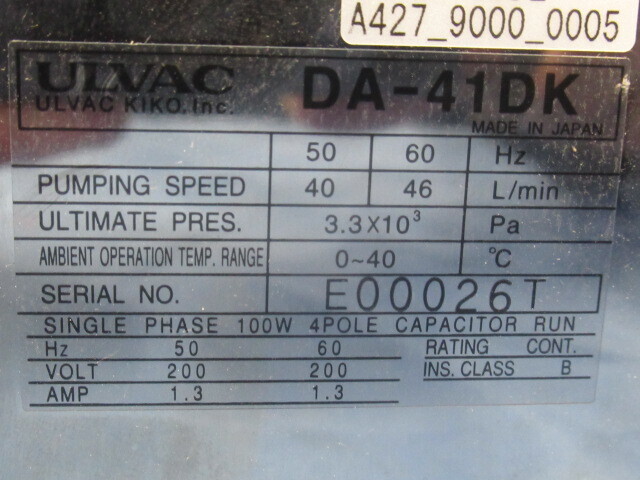 A427_9000_0005
ULVAC
ULVAC KIKO, Inc.
DA-41DK
MADE IN JAPAN
50 60 Hz
PUMPING SPEED 40 46 L/min
ULTIMATE PRES. 3.3X10³ Pa
AMBIENT OPERATION TEMP. RANGE 0~40 °C
SERIAL NO. E00026T
SINGLE PHASE 100W 4POLE CAPACITOR RUN
Hz 50 60 RATING CONT.
VOLT 200 200 INS. CLASS B
AMP 1.3 1.3